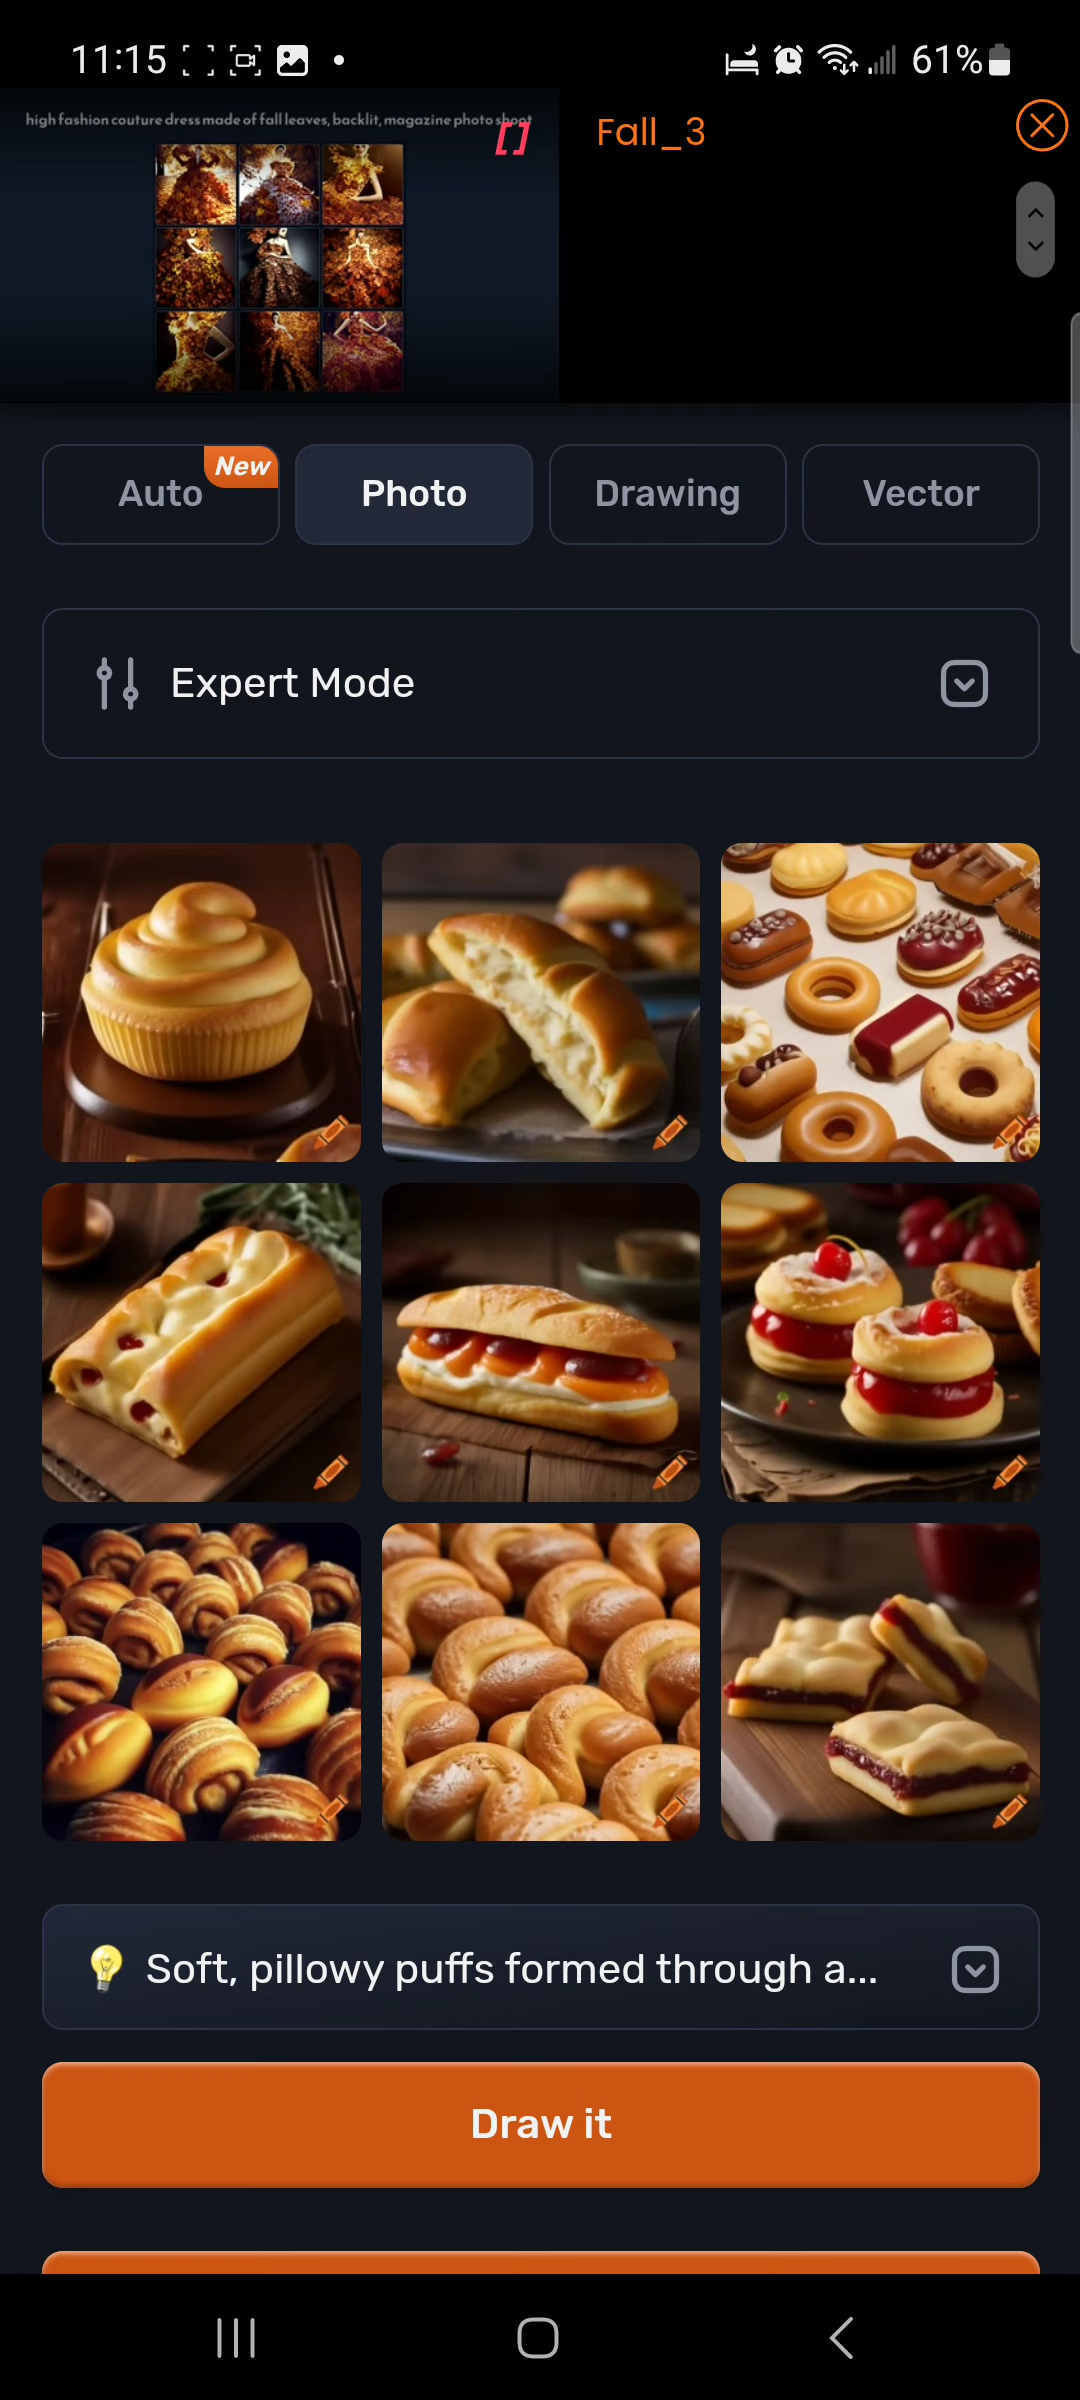 11:15
61%
high fashion couture dress made of fall leaves, backlit, magazine photo shoot
[]
Fall_3
Auto
New
Photo
Drawing
Vector
Expert Mode
Soft, pillowy puffs formed through a...
Draw it